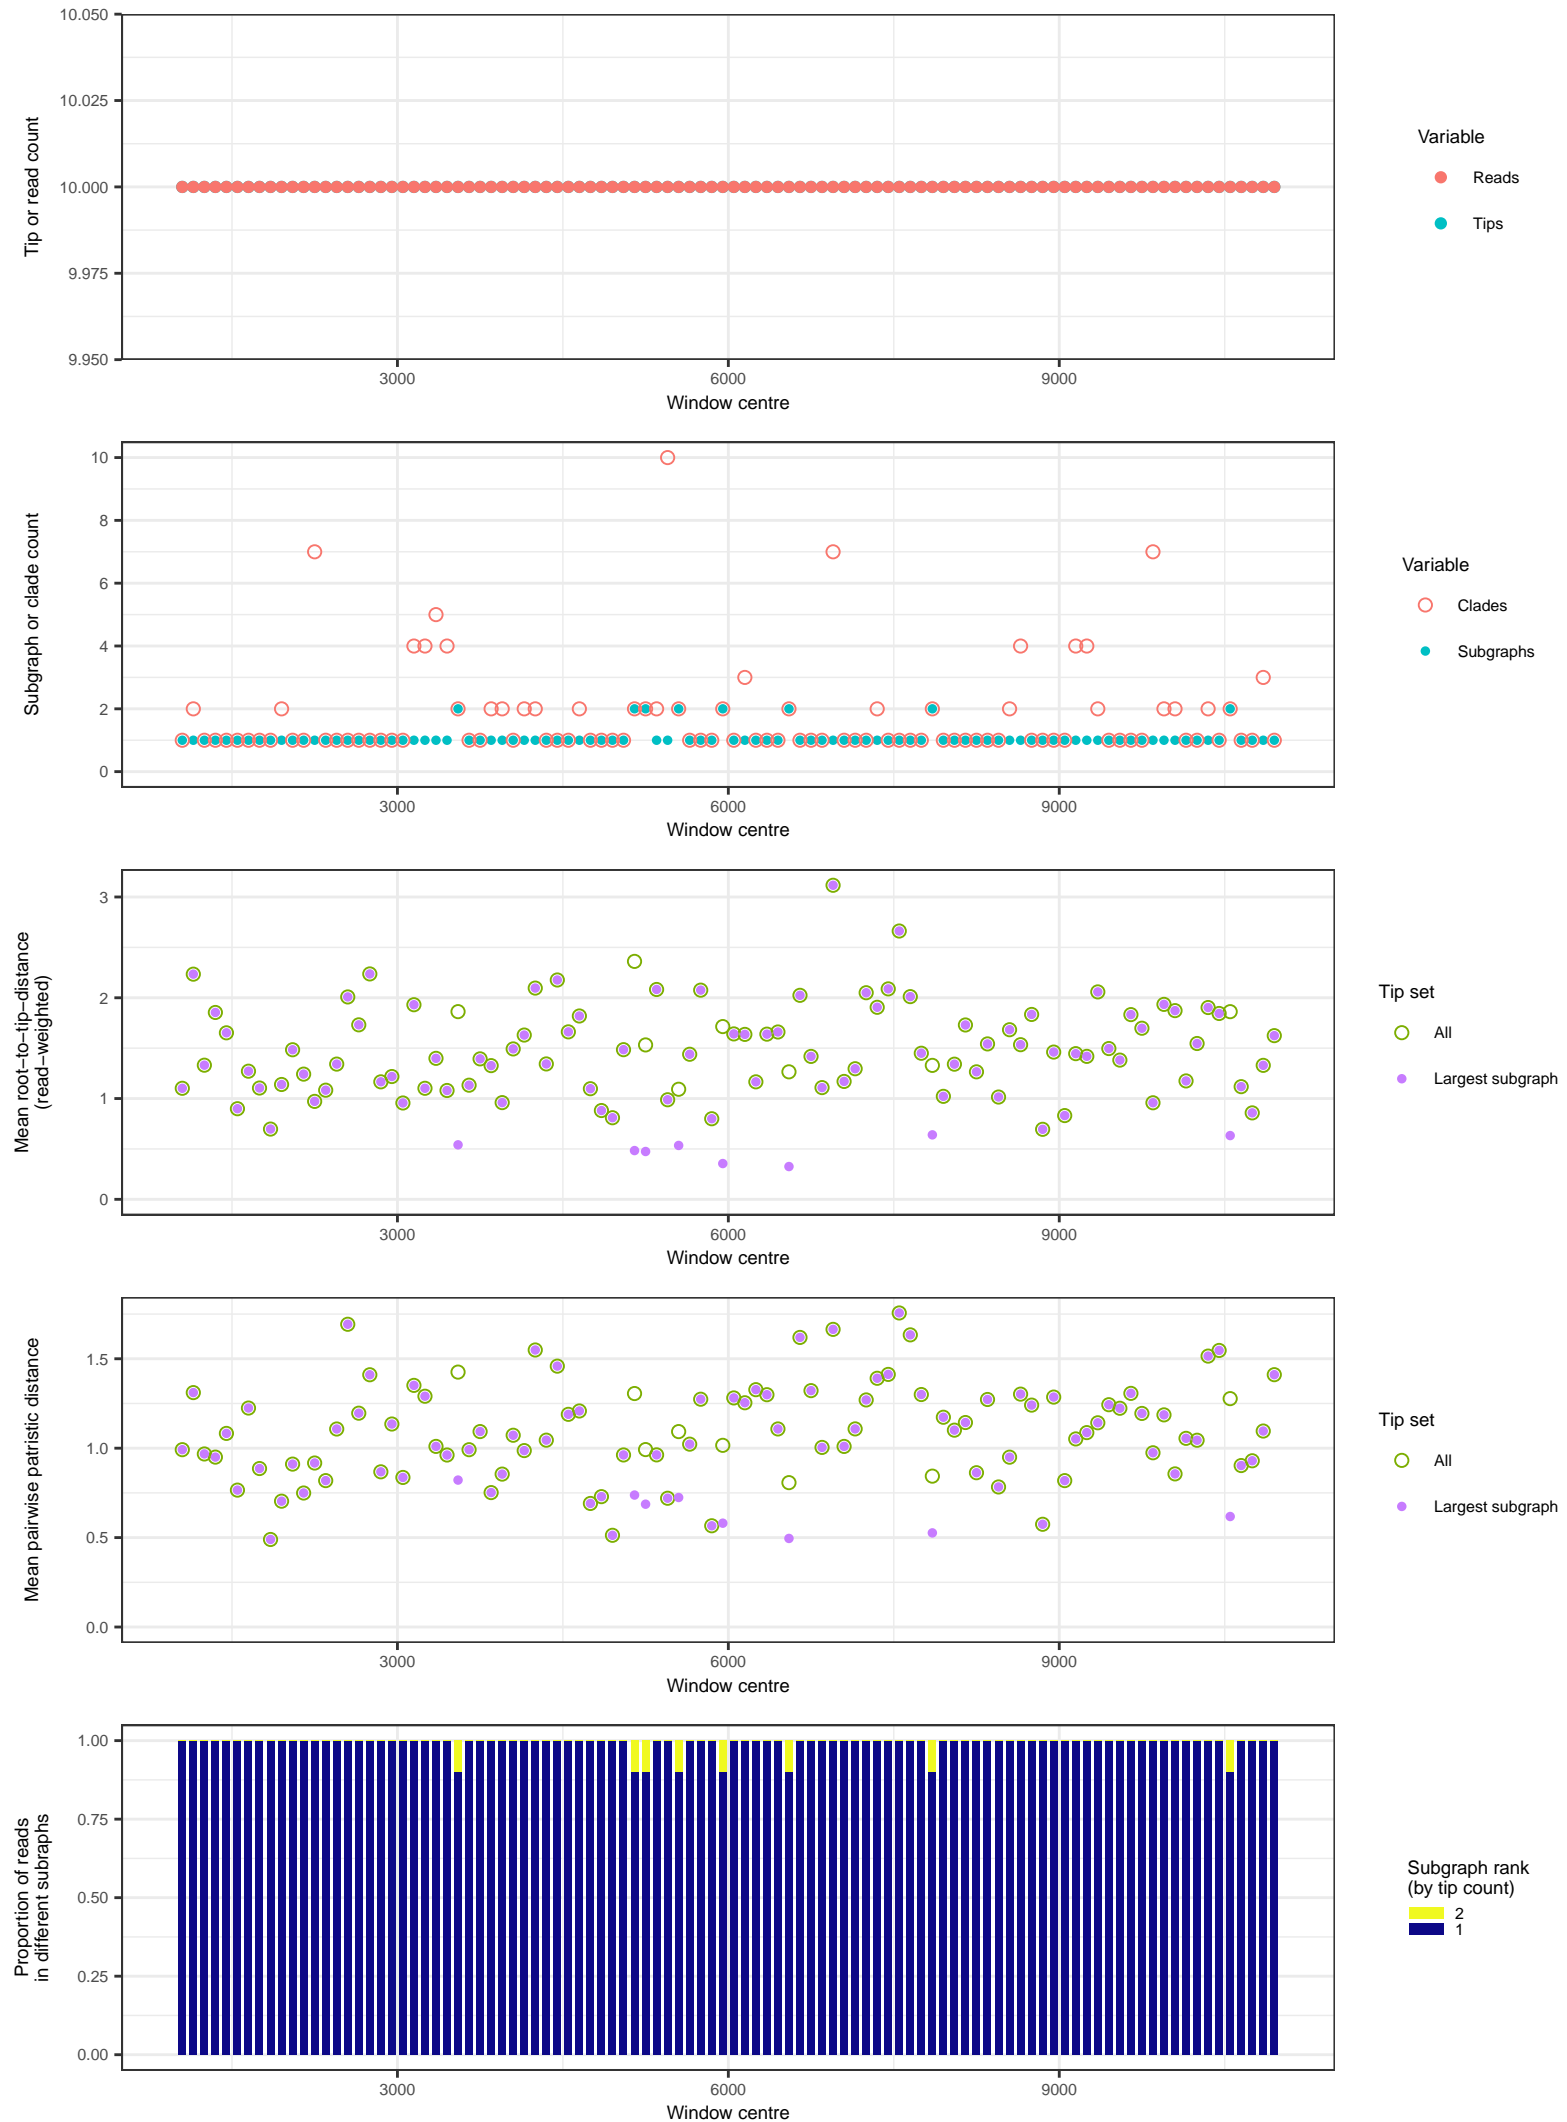 10.050
10.025
10.000
9.975
9.950
Tip or read count
3000 6000 9000
Window centre
Variable
Reads
Tips
10
8
6
4
2
0
Subgraph or clade count
3000 6000 9000
Window centre
Variable
Clades
Subgraphs
3
2
1
0
Mean root−to−tip−distance
(read−weighted)
3000 6000 9000
Window centre
Tip set
All
Largest subgraph
1.5
1.0
0.5
0.0
Mean pairwise patristic distance
3000 6000 9000
Window centre
Tip set
All
Largest subgraph
1.00
0.75
0.50
0.25
0.00
Proportion of reads
in different subraphs
3000 6000 9000
Window centre
Subgraph rank
(by tip count)
2
1